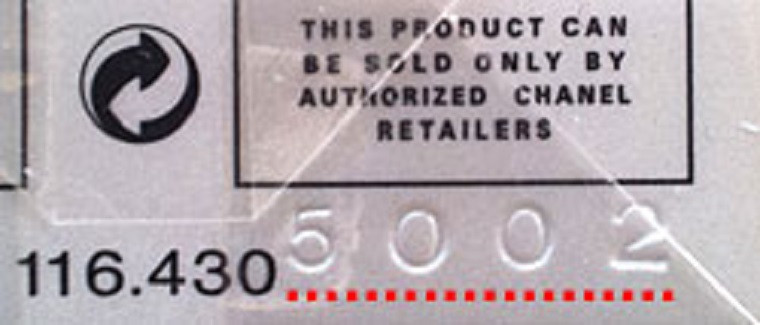 THIS PRODUCT CAN
BE SOLD ONLY BY
AUTHORIZED CHANEL
RETAILERS
116.430 5002